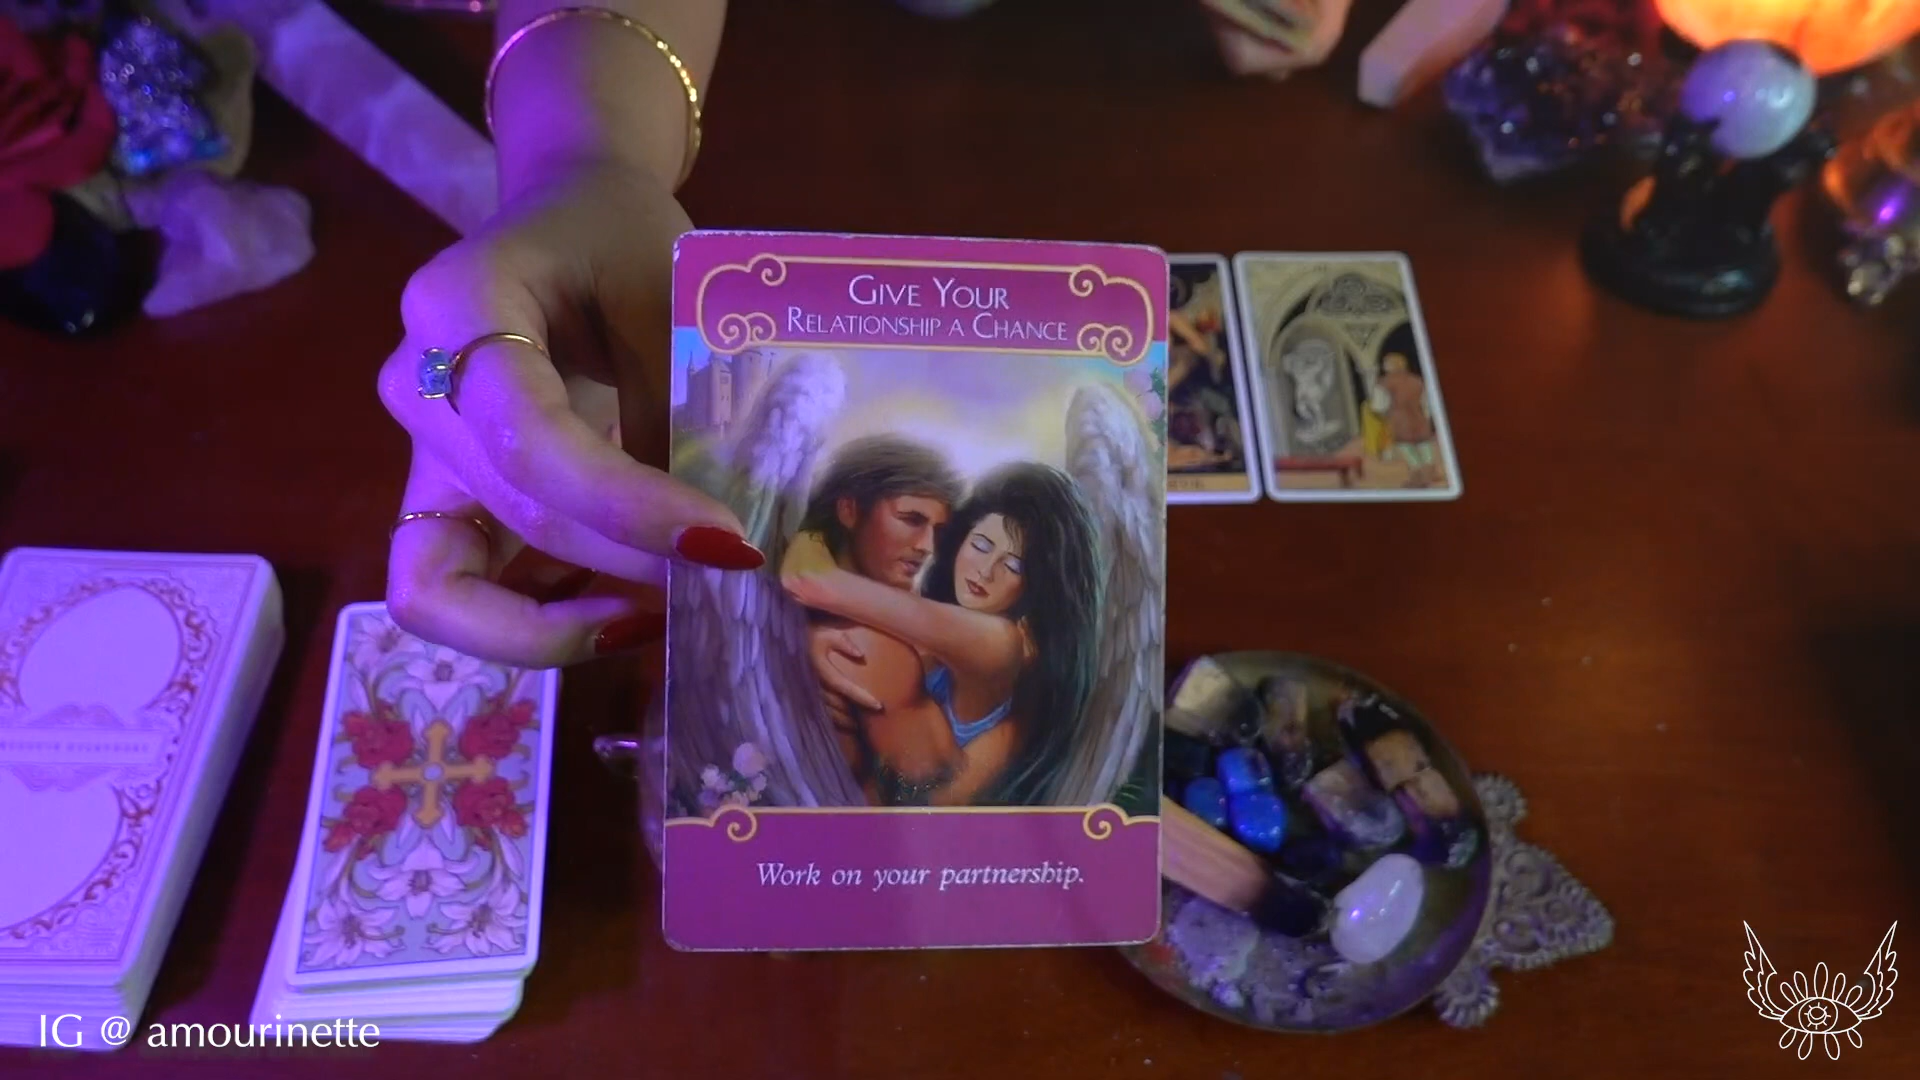 GIVE YOUR
RELATIONSHIP A CHANCE
Work on your partnership.
IG @ amourinette